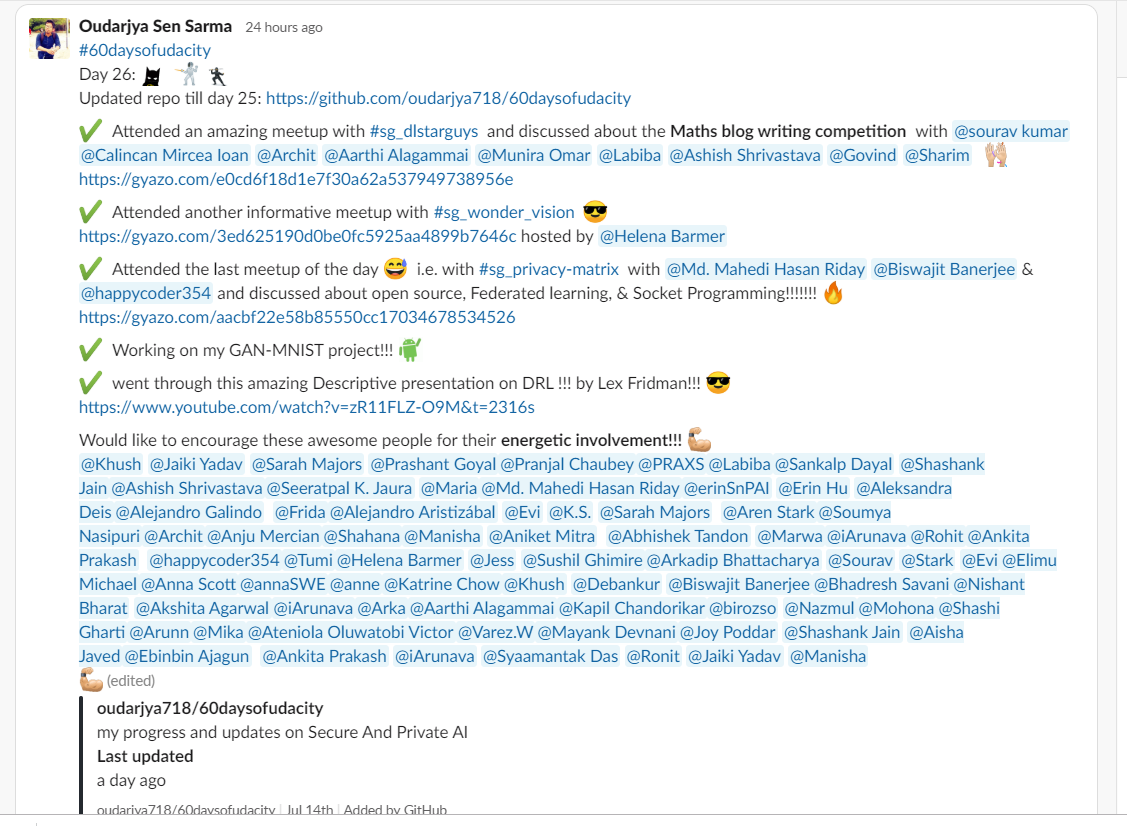 Oudarjya Sen Sarma 24 hours ago
#60daysofudacity
Day 26:
Updated repo till day 25: https://github.com/oudarjya718/60daysofudacity
Attended an amazing meetup with #sg_dlstarguys and discussed about the Maths blog writing competition with @sourav kumar
@Calincan Mircea Ioan @Archit @Aarthi Alagammai @Munira Omar @Labiba @Ashish Shrivastava @Govind @Sharim
https://gyazo.com/e0cd6f18d1e7f30a62a537949738956e
Attended another informative meetup with #sg_wonder_vision
https://gyazo.com/3ed625190d0be0fc5925aa4899b7646c hosted by @Helena Barmer
Attended the last meetup of the day i.e. with #sg_privacy-matrix with @Md. Mahedi Hasan Riday @Biswajit Banerjee &
@happycoder354 and discussed about open source, Federated learning, & Socket Programming!!!!!!!
https://gyazo.com/aacbf22e58b85550cc17034678534526
Working on my GAN-MNIST project!!!
went through this amazing Descriptive presentation on DRL !!! by Lex Fridman!!!
https://www.youtube.com/watch?v=zR11FLZ-O9M&t=2316s
Would like to encourage these awesome people for their energetic involvement!!!
@Khush @Jaiki Yadav @Sarah Majors @Prashant Goyal @Pranjal Chaubey @PRAXS @Labiba @Sankalp Dayal @Shashank
Jain @Ashish Shrivastava @Seeratpal K. Jaura @Maria @Md. Mahedi Hasan Riday @erinSnPAI @Erin Hu @Aleksandra
Deis @Alejandro Galindo @Frida @Alejandro Aristizábal @Evi @K.S. @Sarah Majors @Aren Stark @Soumya
Nasipuri @Archit @Anju Mercian @Shahana @Manisha @Aniket Mitra @Abhishek Tandon @Marwa @iArunava @Rohit @Ankita
Prakash @happycoder354 @Tumi @Helena Barmer @Jess @Sushil Ghimire @Arkadip Bhattacharya @Sourav @Stark @Evi @Elimu
Michael @Anna Scott @annaSWE @anne @Katrine Chow @Khush @Debankur @Biswajit Banerjee @Bhadresh Savani @Nishant
Bharat @Akshita Agarwal @iArunava @Arka @Aarthi Alagammai @Kapil Chandorikar @birozso @Nazmul @Mohona @Shashi
Gharti @Arunn @Mika @Ateniola Oluwatobi Victor @Varez.W @Mayank Devnani @Joy Poddar @Shashank Jain @Aisha
Javed @Ebinbin Ajagun @Ankita Prakash @iArunava @Syaamantak Das @Ronit @Jaiki Yadav @Manisha
(edited)
oudarjya718/60daysofudacity
my progress and updates on Secure And Private AI
Last updated
a day ago
oudarjya718/60daysofudacity | Jul 14th | Added by GitHub